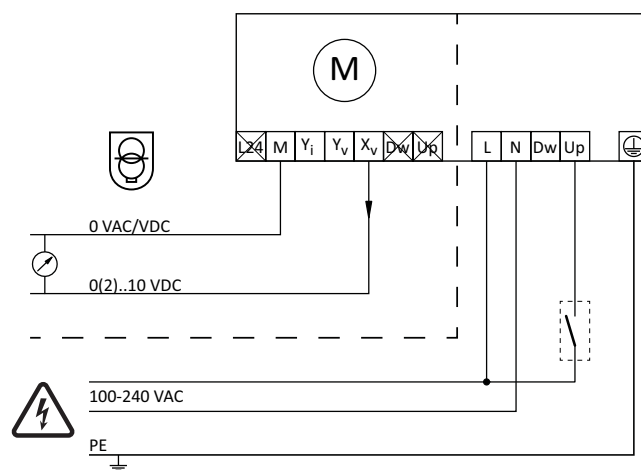 M
L24 M Yi Yv Xv Dw Up L N Dw Up
0 VAC/VDC
0(2)..10 VDC
100-240 VAC
PE